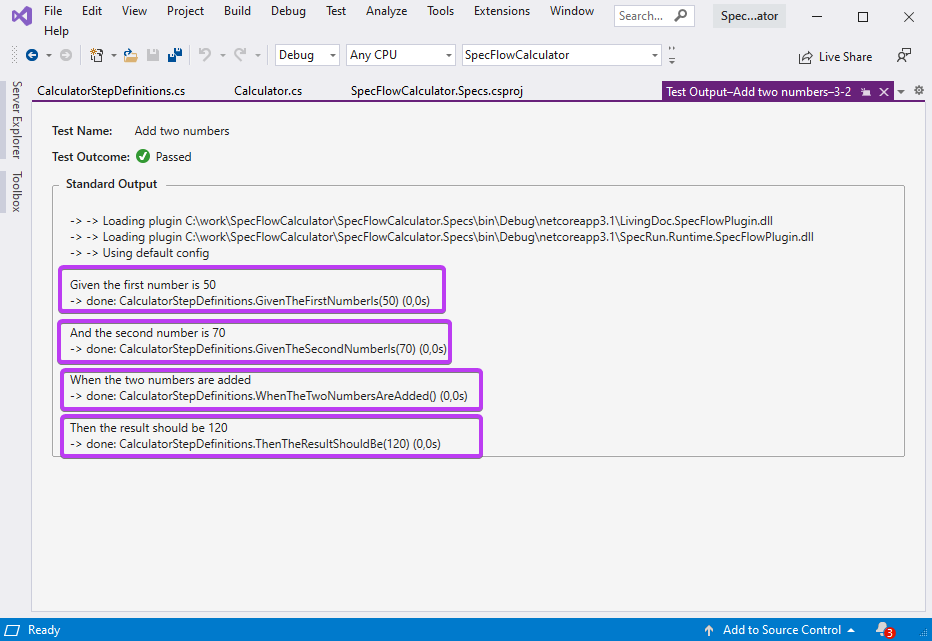 File Edit View Project Build Debug Test Analyze Tools Extensions Window Search... Spec...ator
Help
Debug Any CPU SpecFlowCalculator Live Share
CalculatorStepDefinitions.cs Calculator.cs SpecFlowCalculator.Specs.csproj Test Output–Add two numbers–3-2
Server Explorer
Toolbox
Test Name: Add two numbers
Test Outcome: Passed
Standard Output
-> -> Loading plugin C:\work\SpecFlowCalculator\SpecFlowCalculator.Specs\bin\Debug\netcoreapp3.1\LivingDoc.SpecFlowPlugin.dll
-> -> Loading plugin C:\work\SpecFlowCalculator\SpecFlowCalculator.Specs\bin\Debug\netcoreapp3.1\SpecRun.Runtime.SpecFlowPlugin.dll
-> -> Using default config
Given the first number is 50
-> done: CalculatorStepDefinitions.GivenTheFirstNumberIs(50) (0,0s)
And the second number is 70
-> done: CalculatorStepDefinitions.GivenTheSecondNumberIs(70) (0,0s)
When the two numbers are added
-> done: CalculatorStepDefinitions.WhenTheTwoNumbersAreAdded() (0,0s)
Then the result should be 120
-> done: CalculatorStepDefinitions.ThenTheResultShouldBe(120) (0,0s)
Ready Add to Source Control 3